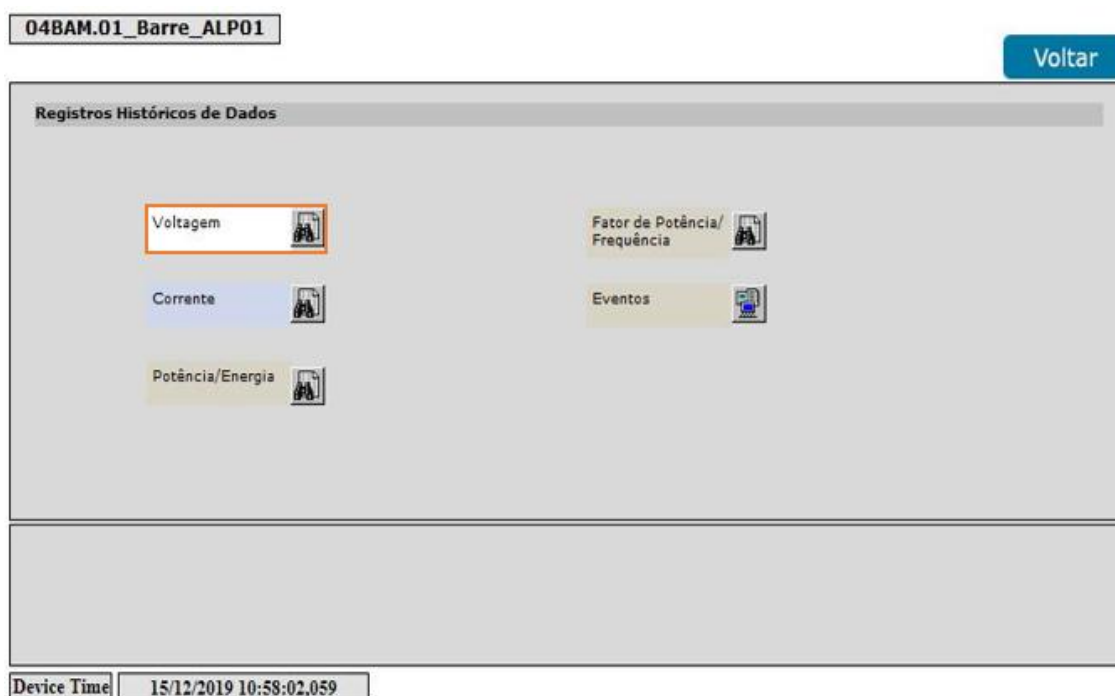 04BAM.01_Barre_ALP01
Voltar
Registros Históricos de Dados
Voltagem
Fator de Potência/
Frequência
Corrente
Eventos
Potência/Energia
Device Time
15/12/2019 10:58:02,059